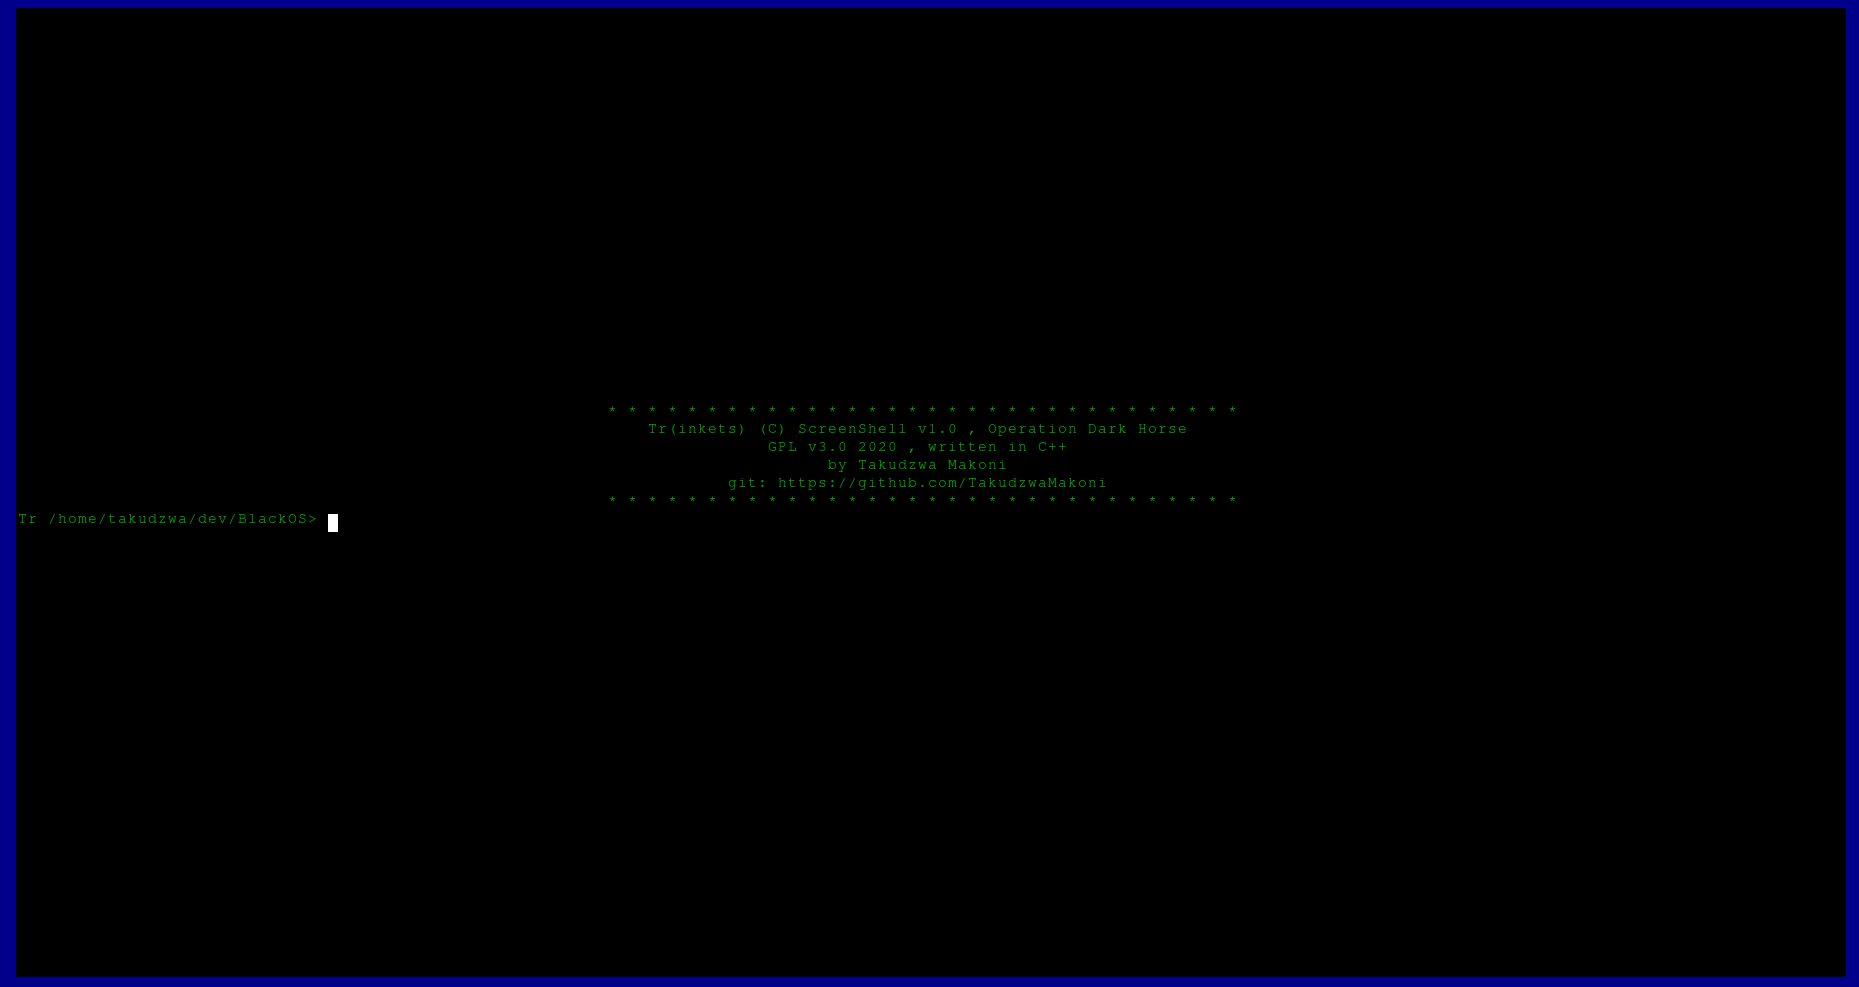 * * * * * * * * * * * * * * * * * * * * * * * * * * * * * * * *
Tr(inkets) (C) ScreenShell v1.0 , Operation Dark Horse
GPL v3.0 2020 , written in C++
by Takudzwa Makoni
git: https://github.com/TakudzwaMakoni
* * * * * * * * * * * * * * * * * * * * * * * * * * * * * * * *
Tr /home/takudzwa/dev/BlackOS>